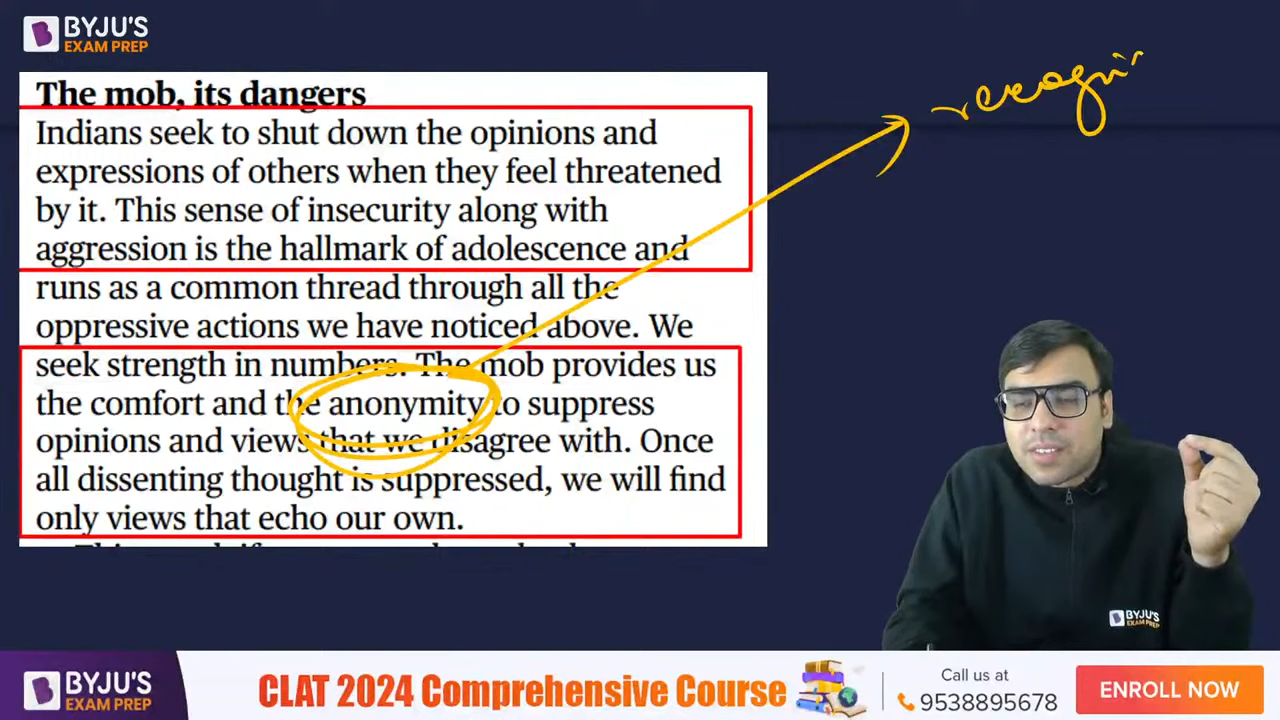 BYJU'S
EXAM PREP
recogni
The mob, its dangers
Indians seek to shut down the opinions and
expressions of others when they feel threatened
by it. This sense of insecurity along with
aggression is the hallmark of adolescence and
runs as a common thread through all the
oppressive actions we have noticed above. We
seek strength in numbers. The mob provides us
the comfort and the anonymity to suppress
opinions and views that we disagree with. Once
all dissenting thought is suppressed, we will find
only views that echo our own.
BYJU'S
EXAM PREP
BYJU'S
EXAM PREP
CLAT 2024 Comprehensive Course
Call us at
9538895678
ENROLL NOW